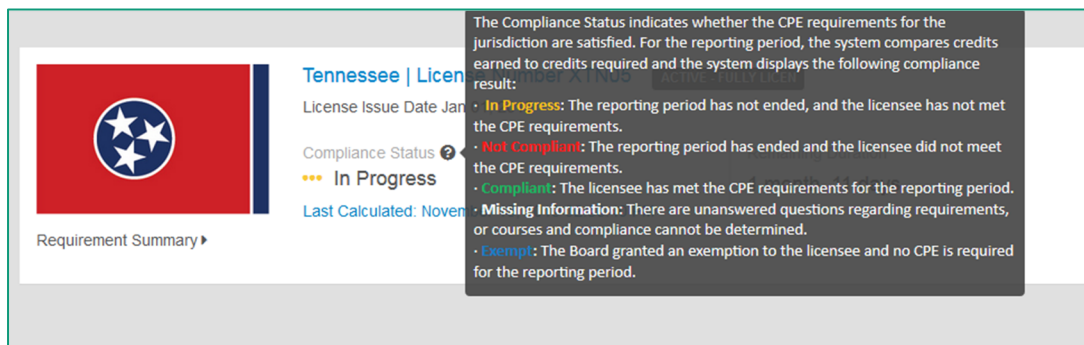 The Compliance Status indicates whether the CPE requirements for the
jurisdiction are satisfied. For the reporting period, the system compares credits
earned to credits required and the system displays the following compliance
result:
· In Progress: The reporting period has not ended, and the licensee has not met
the CPE requirements.
· Not Compliant: The reporting period has ended and the licensee did not meet
the CPE requirements.
· Compliant: The licensee has met the CPE requirements for the reporting period.
· Missing Information: There are unanswered questions regarding requirements,
or courses and compliance cannot be determined.
· Exempt: The Board granted an exemption to the licensee and no CPE is required
for the reporting period.
Tennessee | License Number XTN05 ACTIVE - FULLY LICEN
License Issue Date Jan
Compliance Status ?
Remaining Duration
In Progress
1 month, 11 days
Last Calculated: Novem
Requirement Summary